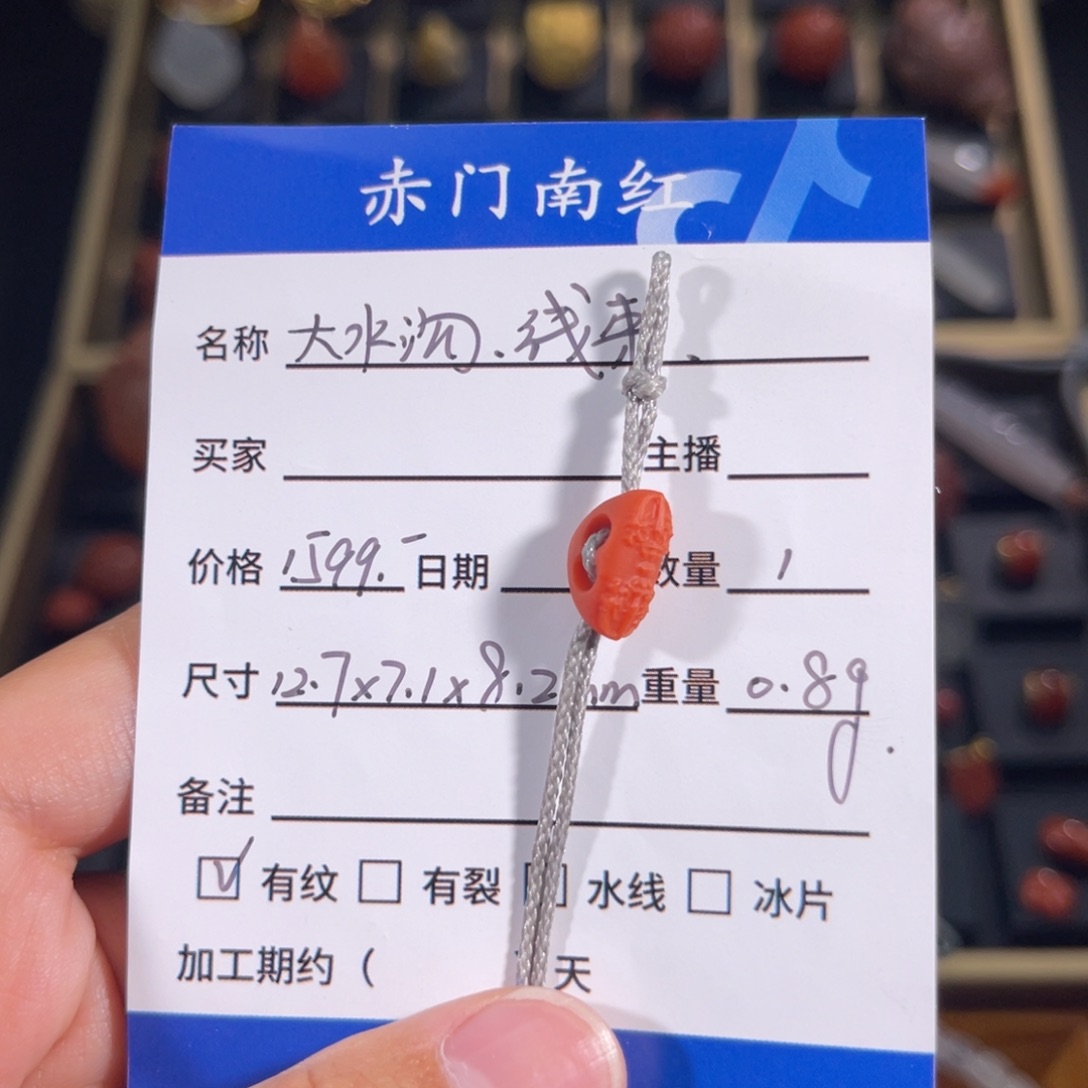 赤门南红
名称 大水沟.线束.
买家 主播
价格 1599.- 日期 数量 1
尺寸 12.7x7.1x8.2mm 重量 0.8g
备注
有纹 有裂 水线 冰片
加工期约( 天